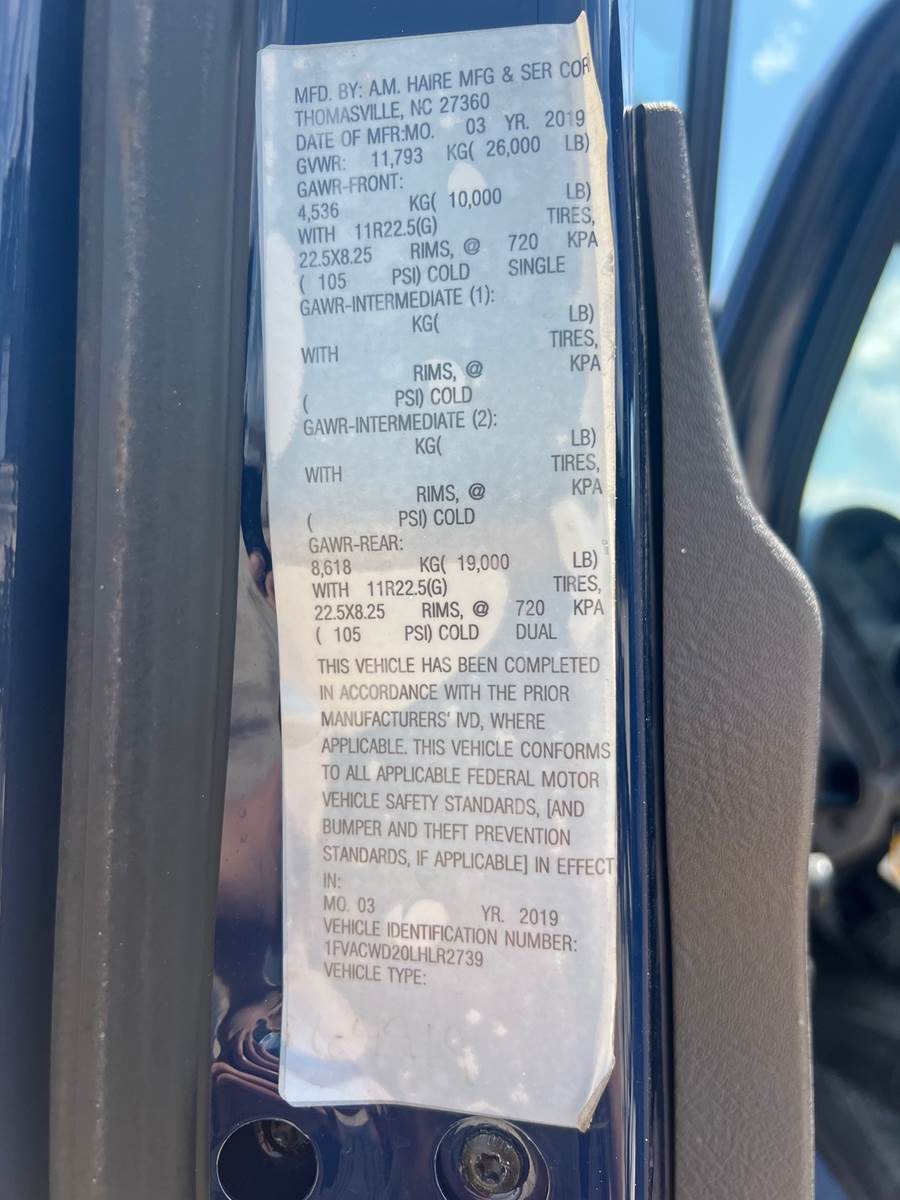 MFD. BY: A.M. HAIRE MFG & SER COR
THOMASVILLE, NC 27360
DATE OF MFR:MO. 03 YR. 2019
GVWR: 11,793 KG( 26,000 LB)
GAWR-FRONT:
4,536 KG( 10,000 LB)
WITH 11R22.5(G) TIRES,
22.5X8.25 RIMS, @ 720 KPA
( 105 PSI) COLD SINGLE
GAWR-INTERMEDIATE (1):
KG( LB)
WITH TIRES,
RIMS, @ KPA
( PSI) COLD
GAWR-INTERMEDIATE (2):
KG( LB)
WITH TIRES,
RIMS, @ KPA
( PSI) COLD
GAWR-REAR:
8,618 KG( 19,000 LB)
WITH 11R22.5(G) TIRES,
22.5X8.25 RIMS, @ 720 KPA
( 105 PSI) COLD DUAL
THIS VEHICLE HAS BEEN COMPLETED
IN ACCORDANCE WITH THE PRIOR
MANUFACTURERS' IVD, WHERE
APPLICABLE. THIS VEHICLE CONFORMS
TO ALL APPLICABLE FEDERAL MOTOR
VEHICLE SAFETY STANDARDS, [AND
BUMPER AND THEFT PREVENTION
STANDARDS, IF APPLICABLE] IN EFFECT
IN:
MO. 03 YR. 2019
VEHICLE IDENTIFICATION NUMBER:
1FVACWD20LHLR2739
VEHICLE TYPE: